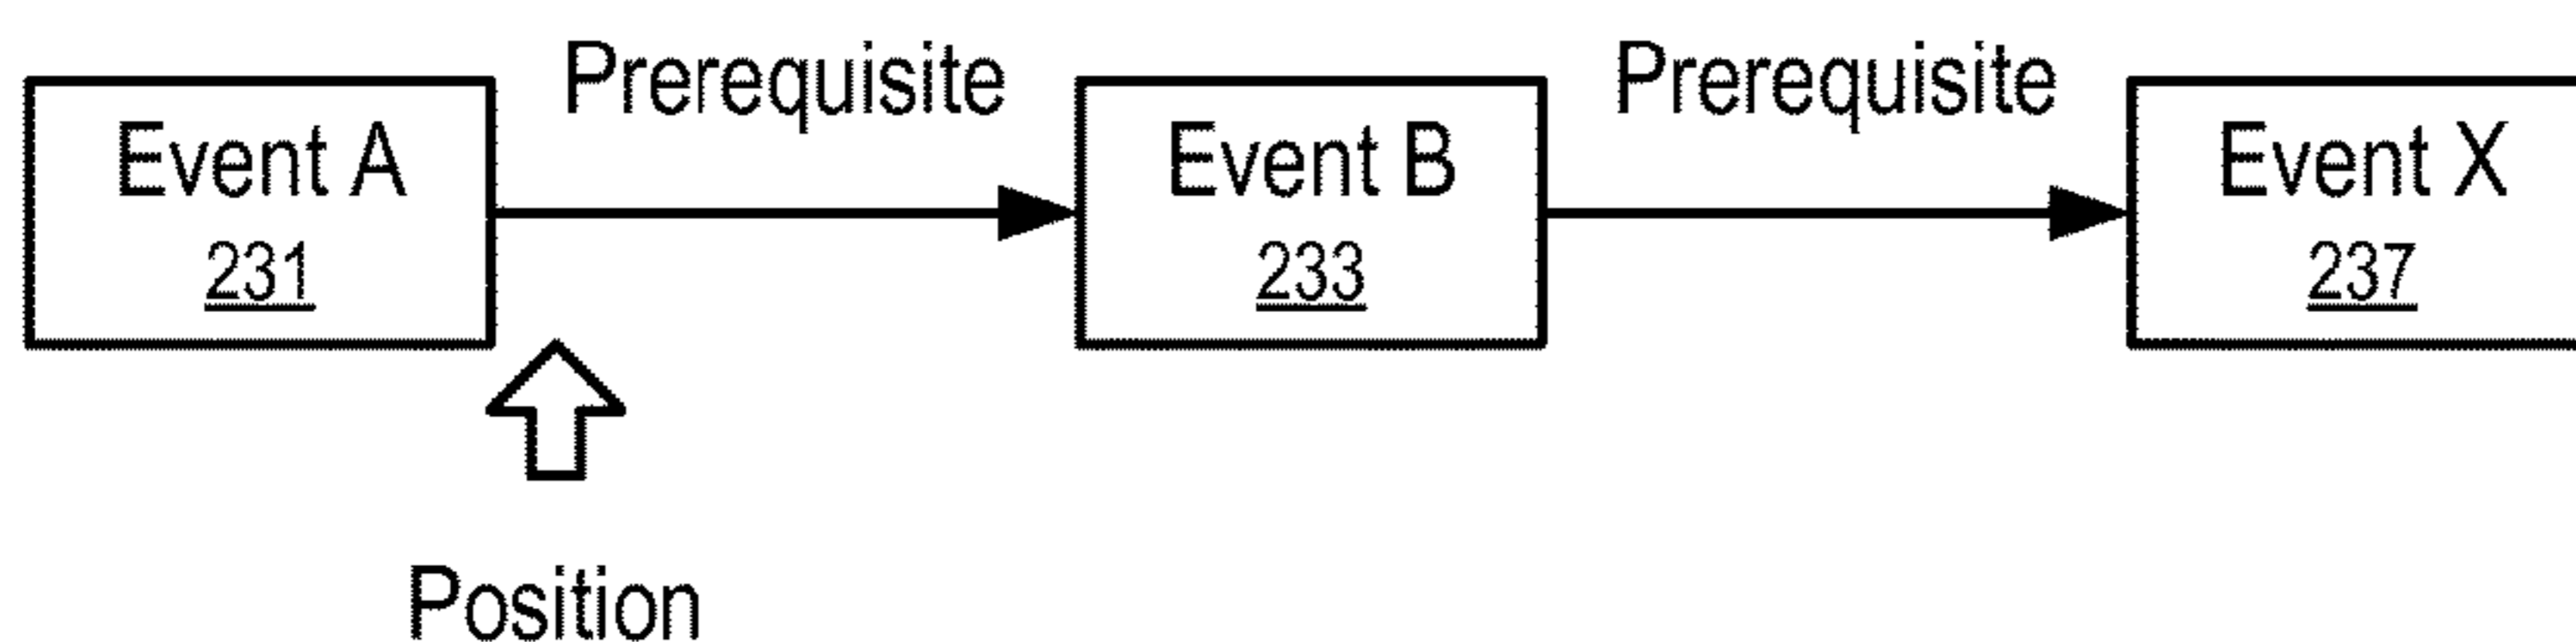 Prerequisite
Prerequisite
Event A
231
Event B
233
Event X
237
Position